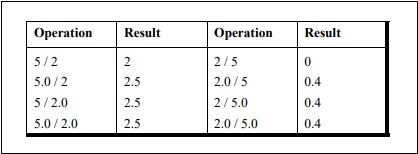 Operation Result Operation Result
5 / 2 2 2 / 5 0
5.0 / 2 2.5 2.0 / 5 0.4
5 / 2.0 2.5 2 / 5.0 0.4
5.0 / 2.0 2.5 2.0 / 5.0 0.4